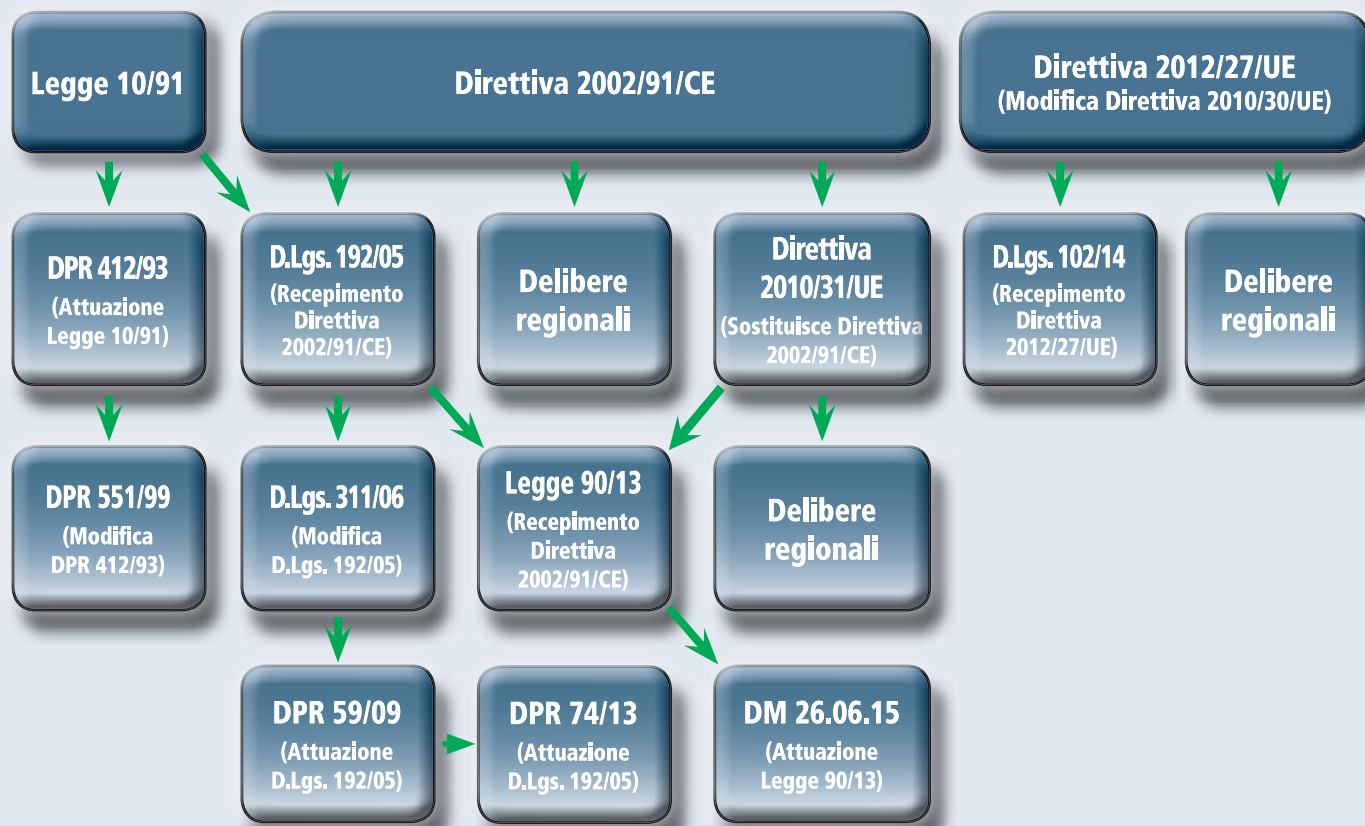 Legge 10/91
Direttiva 2002/91/CE
Direttiva 2012/27/UE
(Modifica Direttiva 2010/30/UE)
DPR 412/93
(Attuazione
Legge 10/91)
D.Lgs. 192/05
(Recepimento
Direttiva
2002/91/CE)
Delibere
regionali
Direttiva
2010/31/UE
(Sostituisce Direttiva
2002/91/CE)
D.Lgs. 102/14
(Recepimento
Direttiva
2012/27/UE)
Delibere
regionali
DPR 551/99
(Modifica
DPR 412/93)
D.Lgs. 311/06
(Modifica
D.Lgs. 192/05)
Legge 90/13
(Recepimento
Direttiva
2002/91/CE)
Delibere
regionali
DPR 59/09
(Attuazione
D.Lgs. 192/05)
DPR 74/13
(Attuazione
D.Lgs. 192/05)
DM 26.06.15
(Attuazione
Legge 90/13)